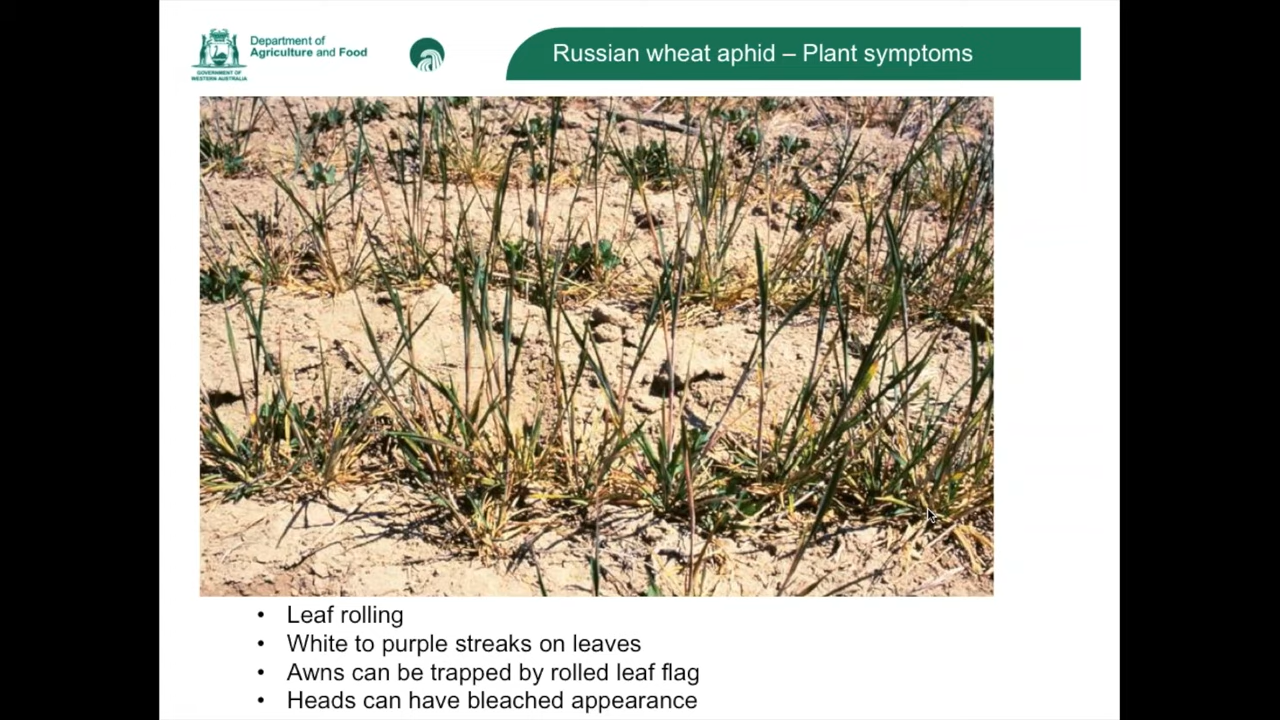 Department of
Agriculture and Food
GOVERNMENT OF
WESTERN AUSTRALIA
Russian wheat aphid – Plant symptoms
• Leaf rolling
• White to purple streaks on leaves
• Awns can be trapped by rolled leaf flag
• Heads can have bleached appearance